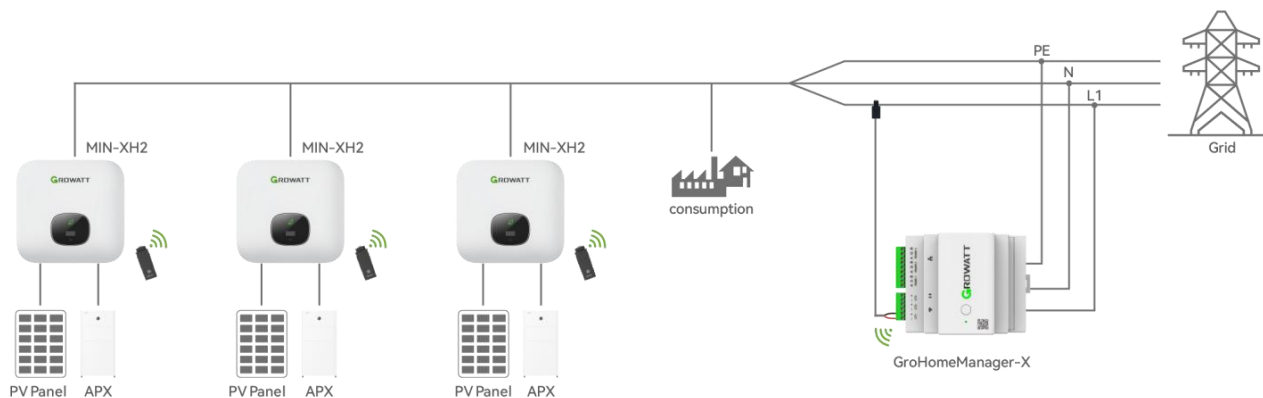 PE
N
L1
Grid
MIN-XH2
MIN-XH2
MIN-XH2
GROWATT
GROWATT
GROWATT
consumption
GROWATT
GroHomeManager-X
PV Panel
APX
PV Panel
APX
PV Panel
APX